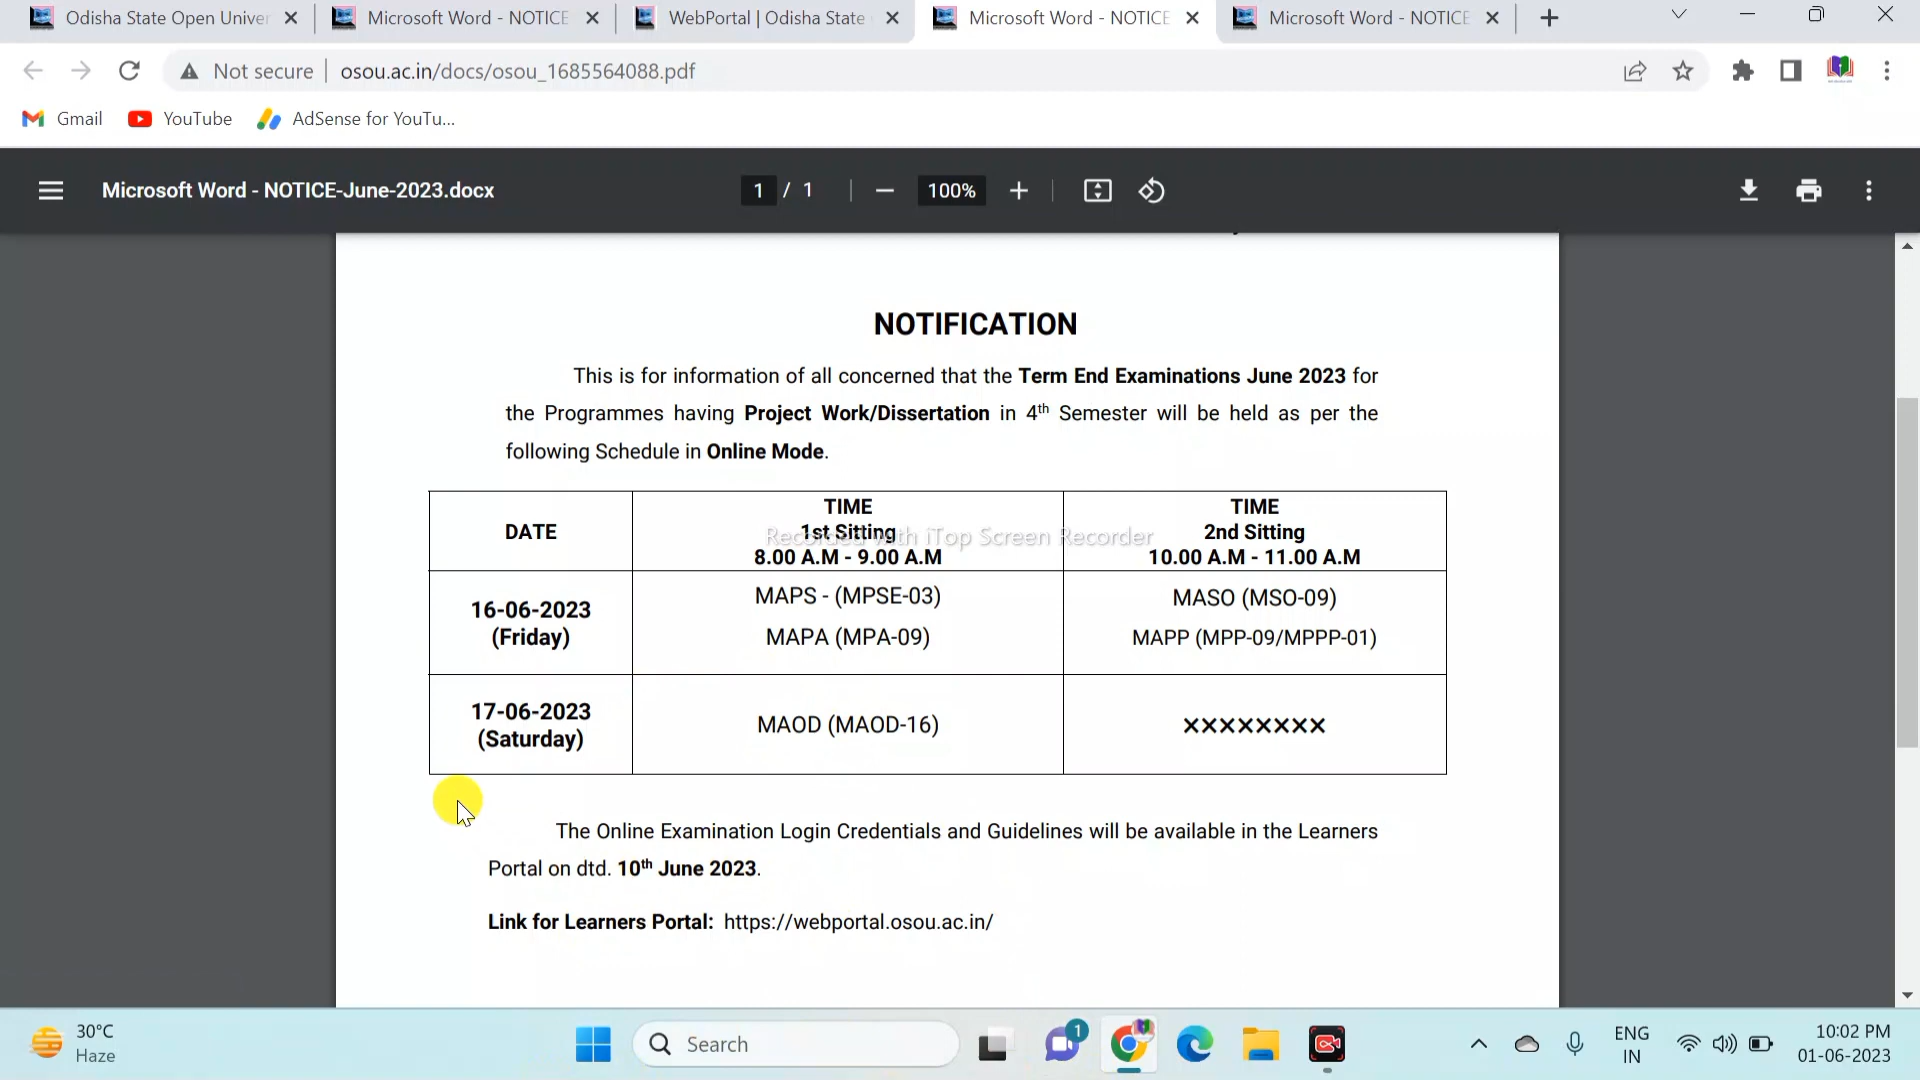 Odisha State Open Univer
Microsoft Word - NOTICE
WebPortal | Odisha State
Microsoft Word - NOTICE
Microsoft Word - NOTICE
Not secure
osou.ac.in/docs/osou_1685564088.pdf
Gmail
YouTube
AdSense for YouTu...
Microsoft Word - NOTICE-June-2023.docx
1 / 1
100%
NOTIFICATION
This is for information of all concerned that the Term End Examinations June 2023 for
the Programmes having Project Work/Dissertation in 4th Semester will be held as per the
following Schedule in Online Mode.
DATE
TIME
1st Sitting
8.00 A.M - 9.00 A.M
TIME
2nd Sitting
10.00 A.M - 11.00 A.M
Recorded with iTop Screen Recorder
16-06-2023
(Friday)
MAPS - (MPSE-03)
MAPA (MPA-09)
MASO (MSO-09)
MAPP (MPP-09/MPPP-01)
17-06-2023
(Saturday)
MAOD (MAOD-16)
××××××××
The Online Examination Login Credentials and Guidelines will be available in the Learners
Portal on dtd. 10th June 2023.
Link for Learners Portal: https://webportal.osou.ac.in/
30°C
Haze
Search
1
ENG
IN
10:02 PM
01-06-2023